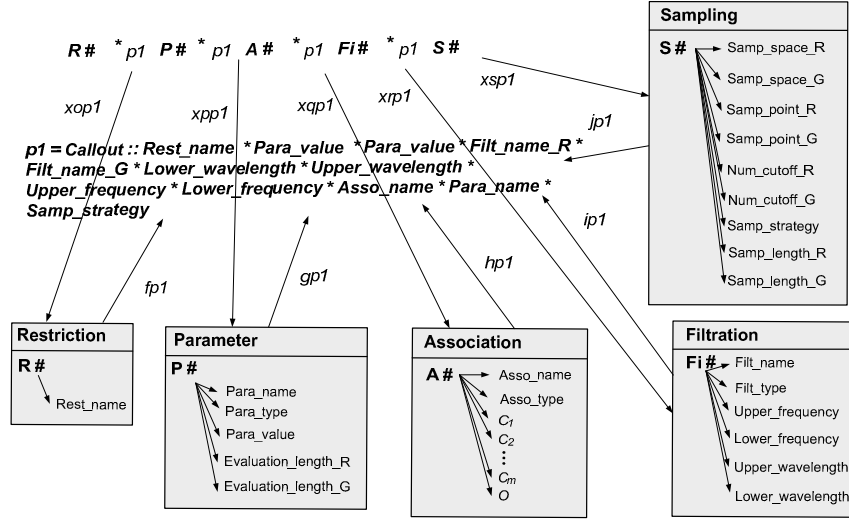 R# *p1 P# *p1 A# *p1 Fi# *p1 S#
xop1
xpp1
xqp1
xrp1
xsp1
jp1
p1 = Callout :: Rest_name *Para_value *Para_value *Filt_name_R *
Filt_name_G * Lower_wavelength * Upper_wavelength *
Upper_frequency * Lower_frequency * Asso_name * Para_name *
Samp_strategy
fp1
gp1
hp1
ip1
Sampling
S#
Samp_space_R
Samp_space_G
Samp_point_R
Samp_point_G
Num_cutoff_R
Num_cutoff_G
Samp_strategy
Samp_length_R
Samp_length_G
Restriction
R#
Rest_name
Parameter
P#
Para_name
Para_type
Para_value
Evaluation_length_R
Evaluation_length_G
Association
A#
Asso_name
Asso_type
C1
C2
Cm
O
Filtration
Fi#
Filt_name
Filt_type
Upper_frequency
Lower_frequency
Upper_wavelength
Lower_wavelength